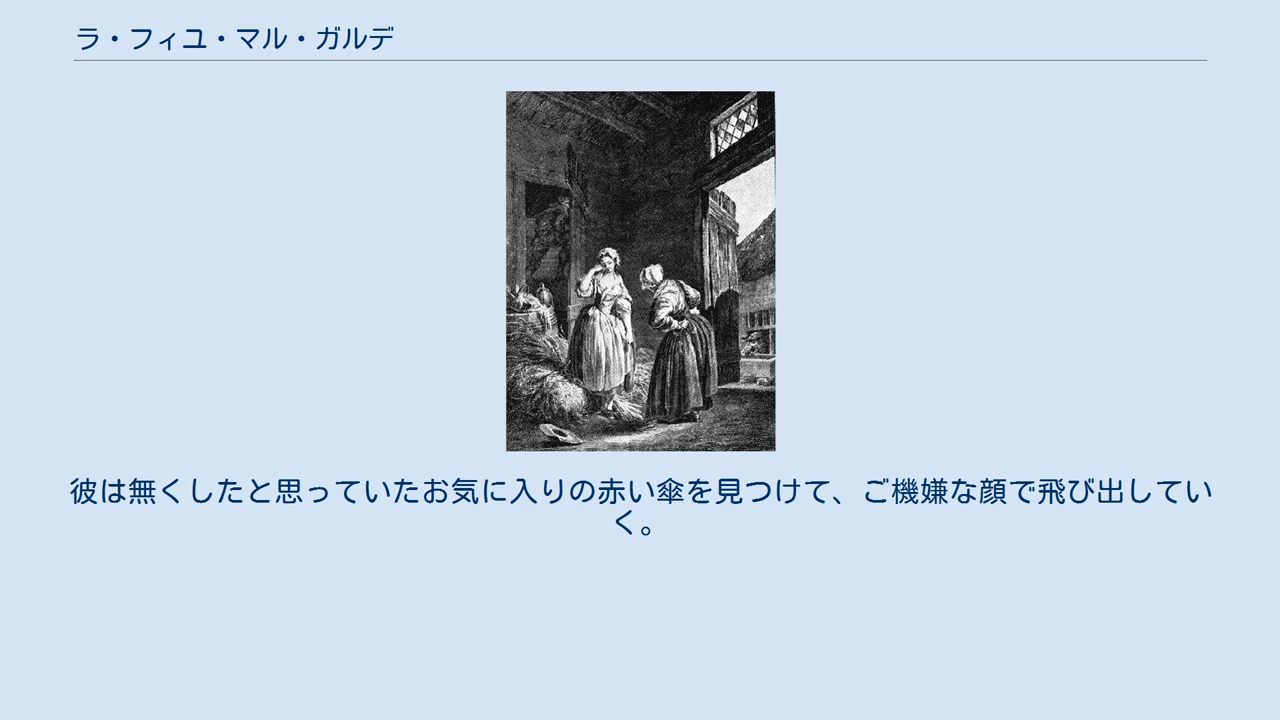 ラ・フィユ・マル・ガルデ
彼は無くしたと思っていたお気に入りの赤い傘を見つけて、ご機嫌な顔で飛び出してい
く。